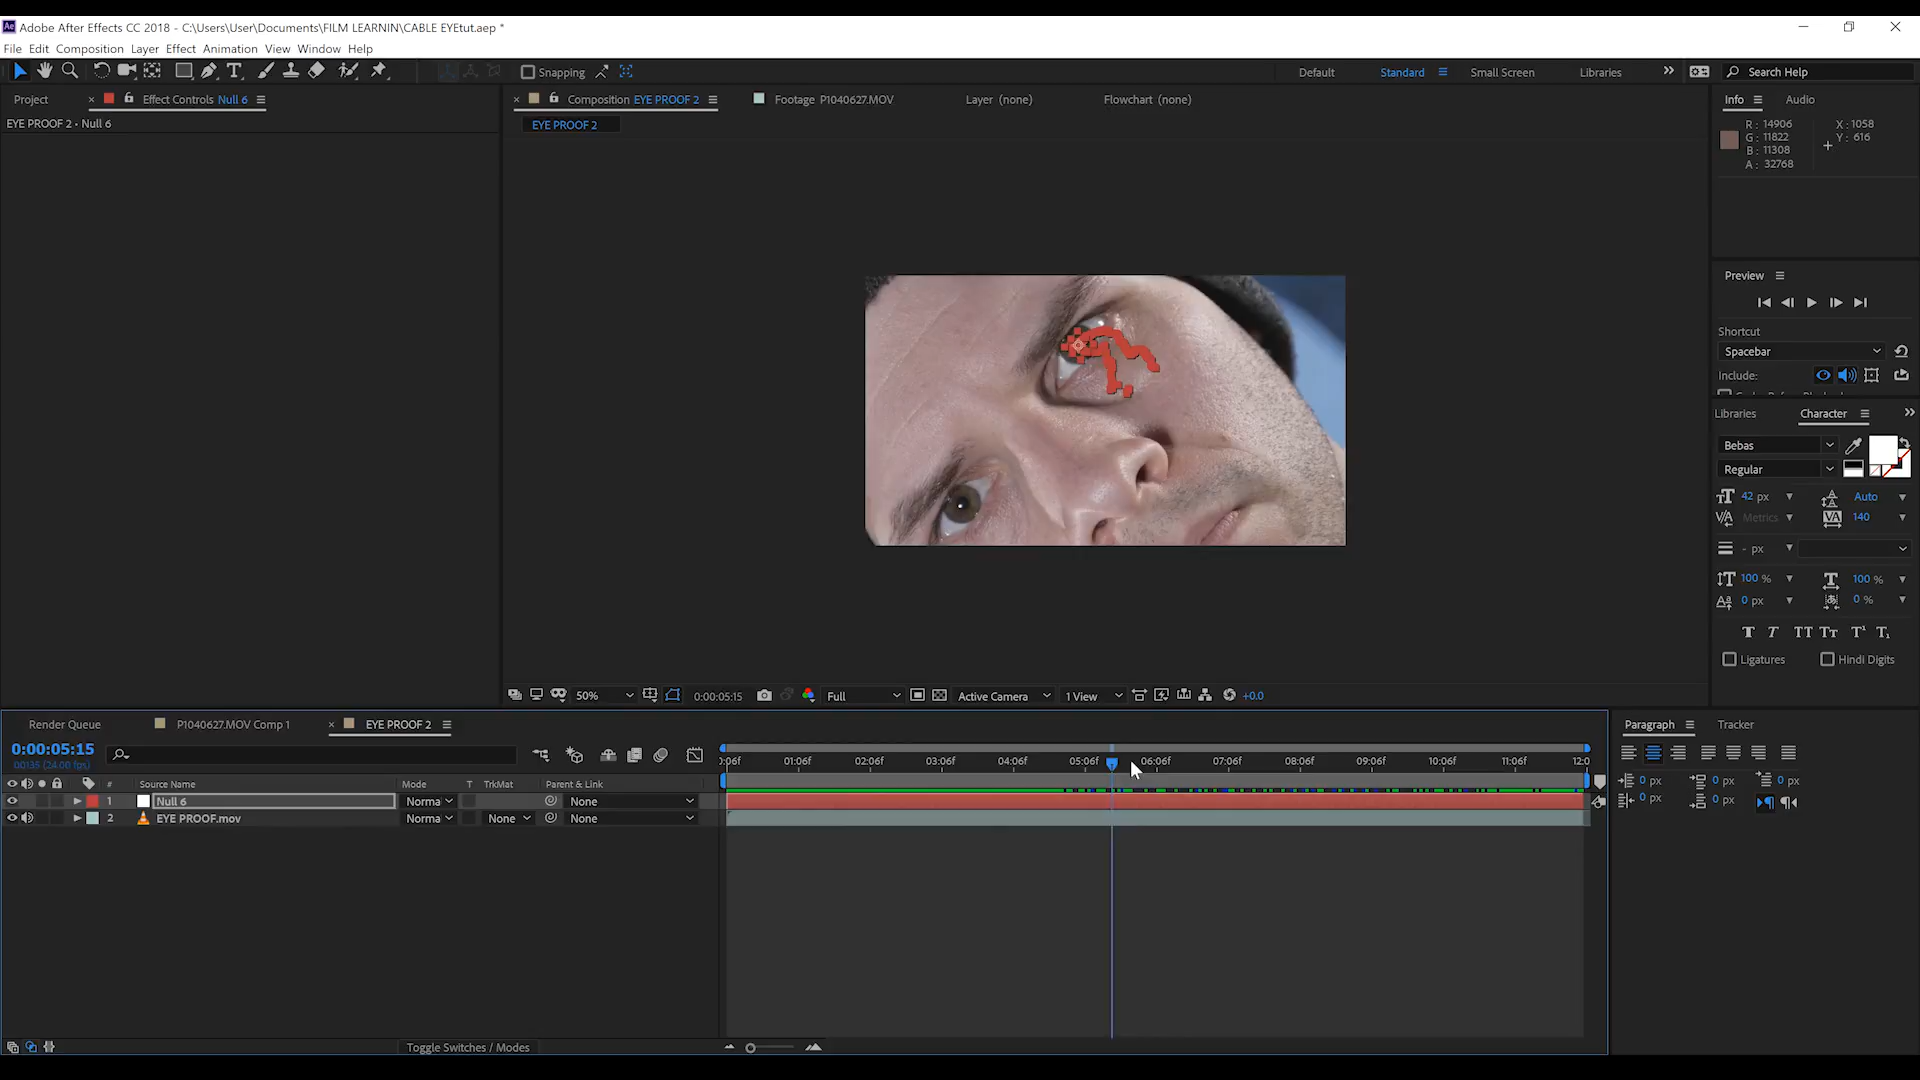 Adobe After Effects CC 2018 - C:\Users\User\Documents\FILM LEARNIN\CABLE EYEtut.aep *
File Edit Composition Layer Effect Animation View Window Help
Snapping
Default Standard Small Screen Libraries
Search Help
Project
Effect Controls Null 6
Composition EYE PROOF 2
Footage P1040627.MOV
Layer (none)
Flowchart (none)
Info
Audio
EYE PROOF 2 • Null 6
EYE PROOF 2
R: 14906
G: 11822
B: 11308
A: 32768
X: 1058
Y: 616
Preview
Shortcut
Spacebar
Include:
Libraries
Character
Bebas
Regular
42 px
Auto
Metrics
140
- px
100 %
100 %
0 px
0 %
Ligatures
Hindi Digits
50%
0:00:05:15
Full
Active Camera
1 View
+0.0
Render Queue
P1040627.MOV Comp 1
EYE PROOF 2
Paragraph
Tracker
0:00:05:15
00135 (24.00 fps)
0:06f 01:06f 02:06f 03:06f 04:06f 05:06f 06:06f 07:06f 08:06f 09:06f 10:06f 11:06f 12:0
# Source Name Mode T TrkMat Parent & Link
1 Null 6 Norma None
2 EYE PROOF.mov Norma None None
0 px 0 px 0 px
0 px 0 px
Toggle Switches / Modes